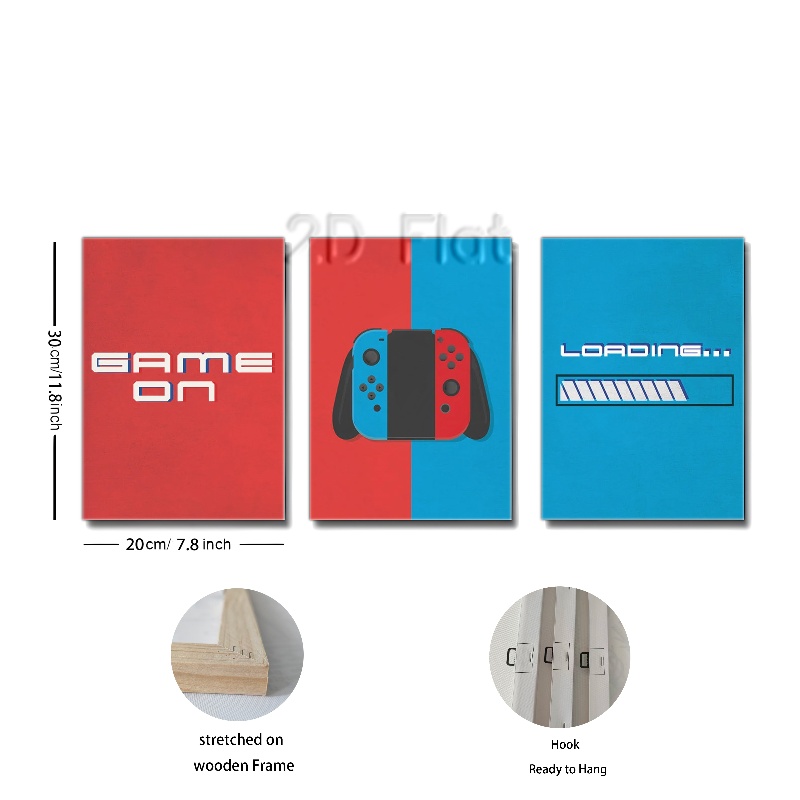 2D Flat
GAME
ON
LOADING...
30cm/11.8inch
20cm/ 7.8 inch
stretched on
wooden Frame
Hook
Ready to Hang